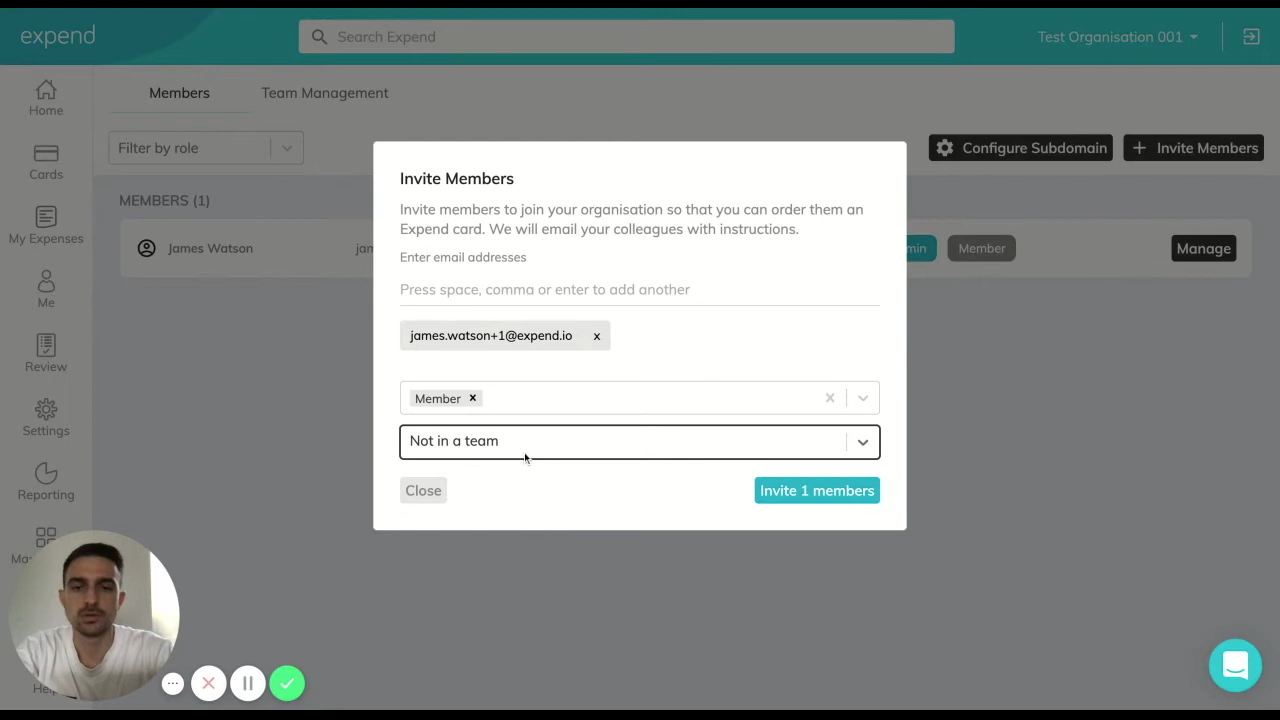 expend
Search Expend
Test Organisation 001
Home
Cards
My Expenses
Me
Review
Settings
Reporting
Members
Team Management
Filter by role
Configure Subdomain
+ Invite Members
MEMBERS (1)
James Watson
Member
Manage
Invite Members
Invite members to join your organisation so that you can order them an
Expend card. We will email your colleagues with instructions.
Enter email addresses
Press space, comma or enter to add another
james.watson+1@expend.io x
Member x
Not in a team
Close
Invite 1 members